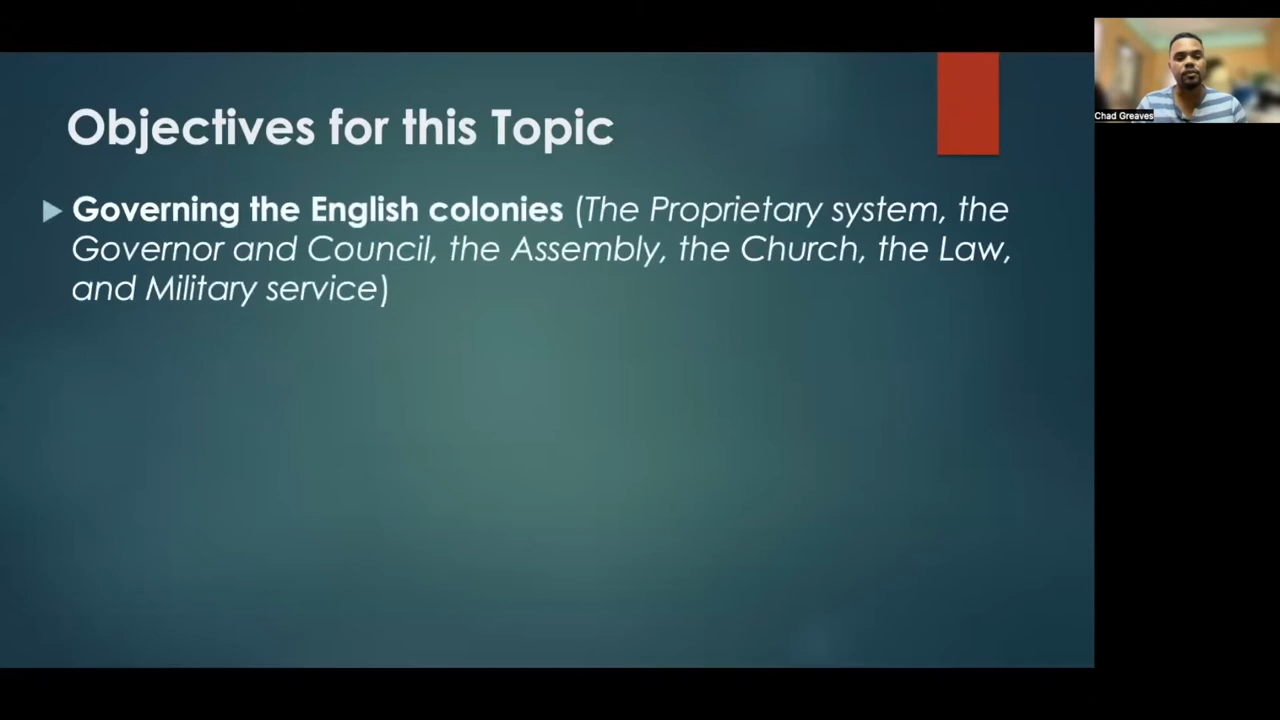 Objectives for this Topic
Governing the English colonies (The Proprietary system, the
Governor and Council, the Assembly, the Church, the Law,
and Military service)
Chad Greaves